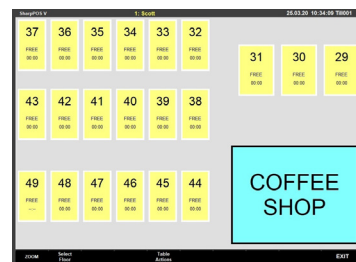 SharpPOS V 1: Scott 25.03.20 10:34:09 Till001
37 36 35 34 33 32
FREE FREE FREE FREE FREE FREE
00:00 00:00 00:00 00:00 00:00 00:00
31 30 29
FREE FREE FREE
00:00 00:00 00:00
43 42 41 40 39 38
FREE FREE FREE FREE FREE FREE
00:00 00:00 00:00 00:00 00:00 00:00
49 48 47 46 45 44
FREE FREE FREE FREE FREE FREE
--:-- 00:00 00:00 00:00 00:00 00:00
COFFEE
SHOP
ZOOM Select Floor Table Actions EXIT